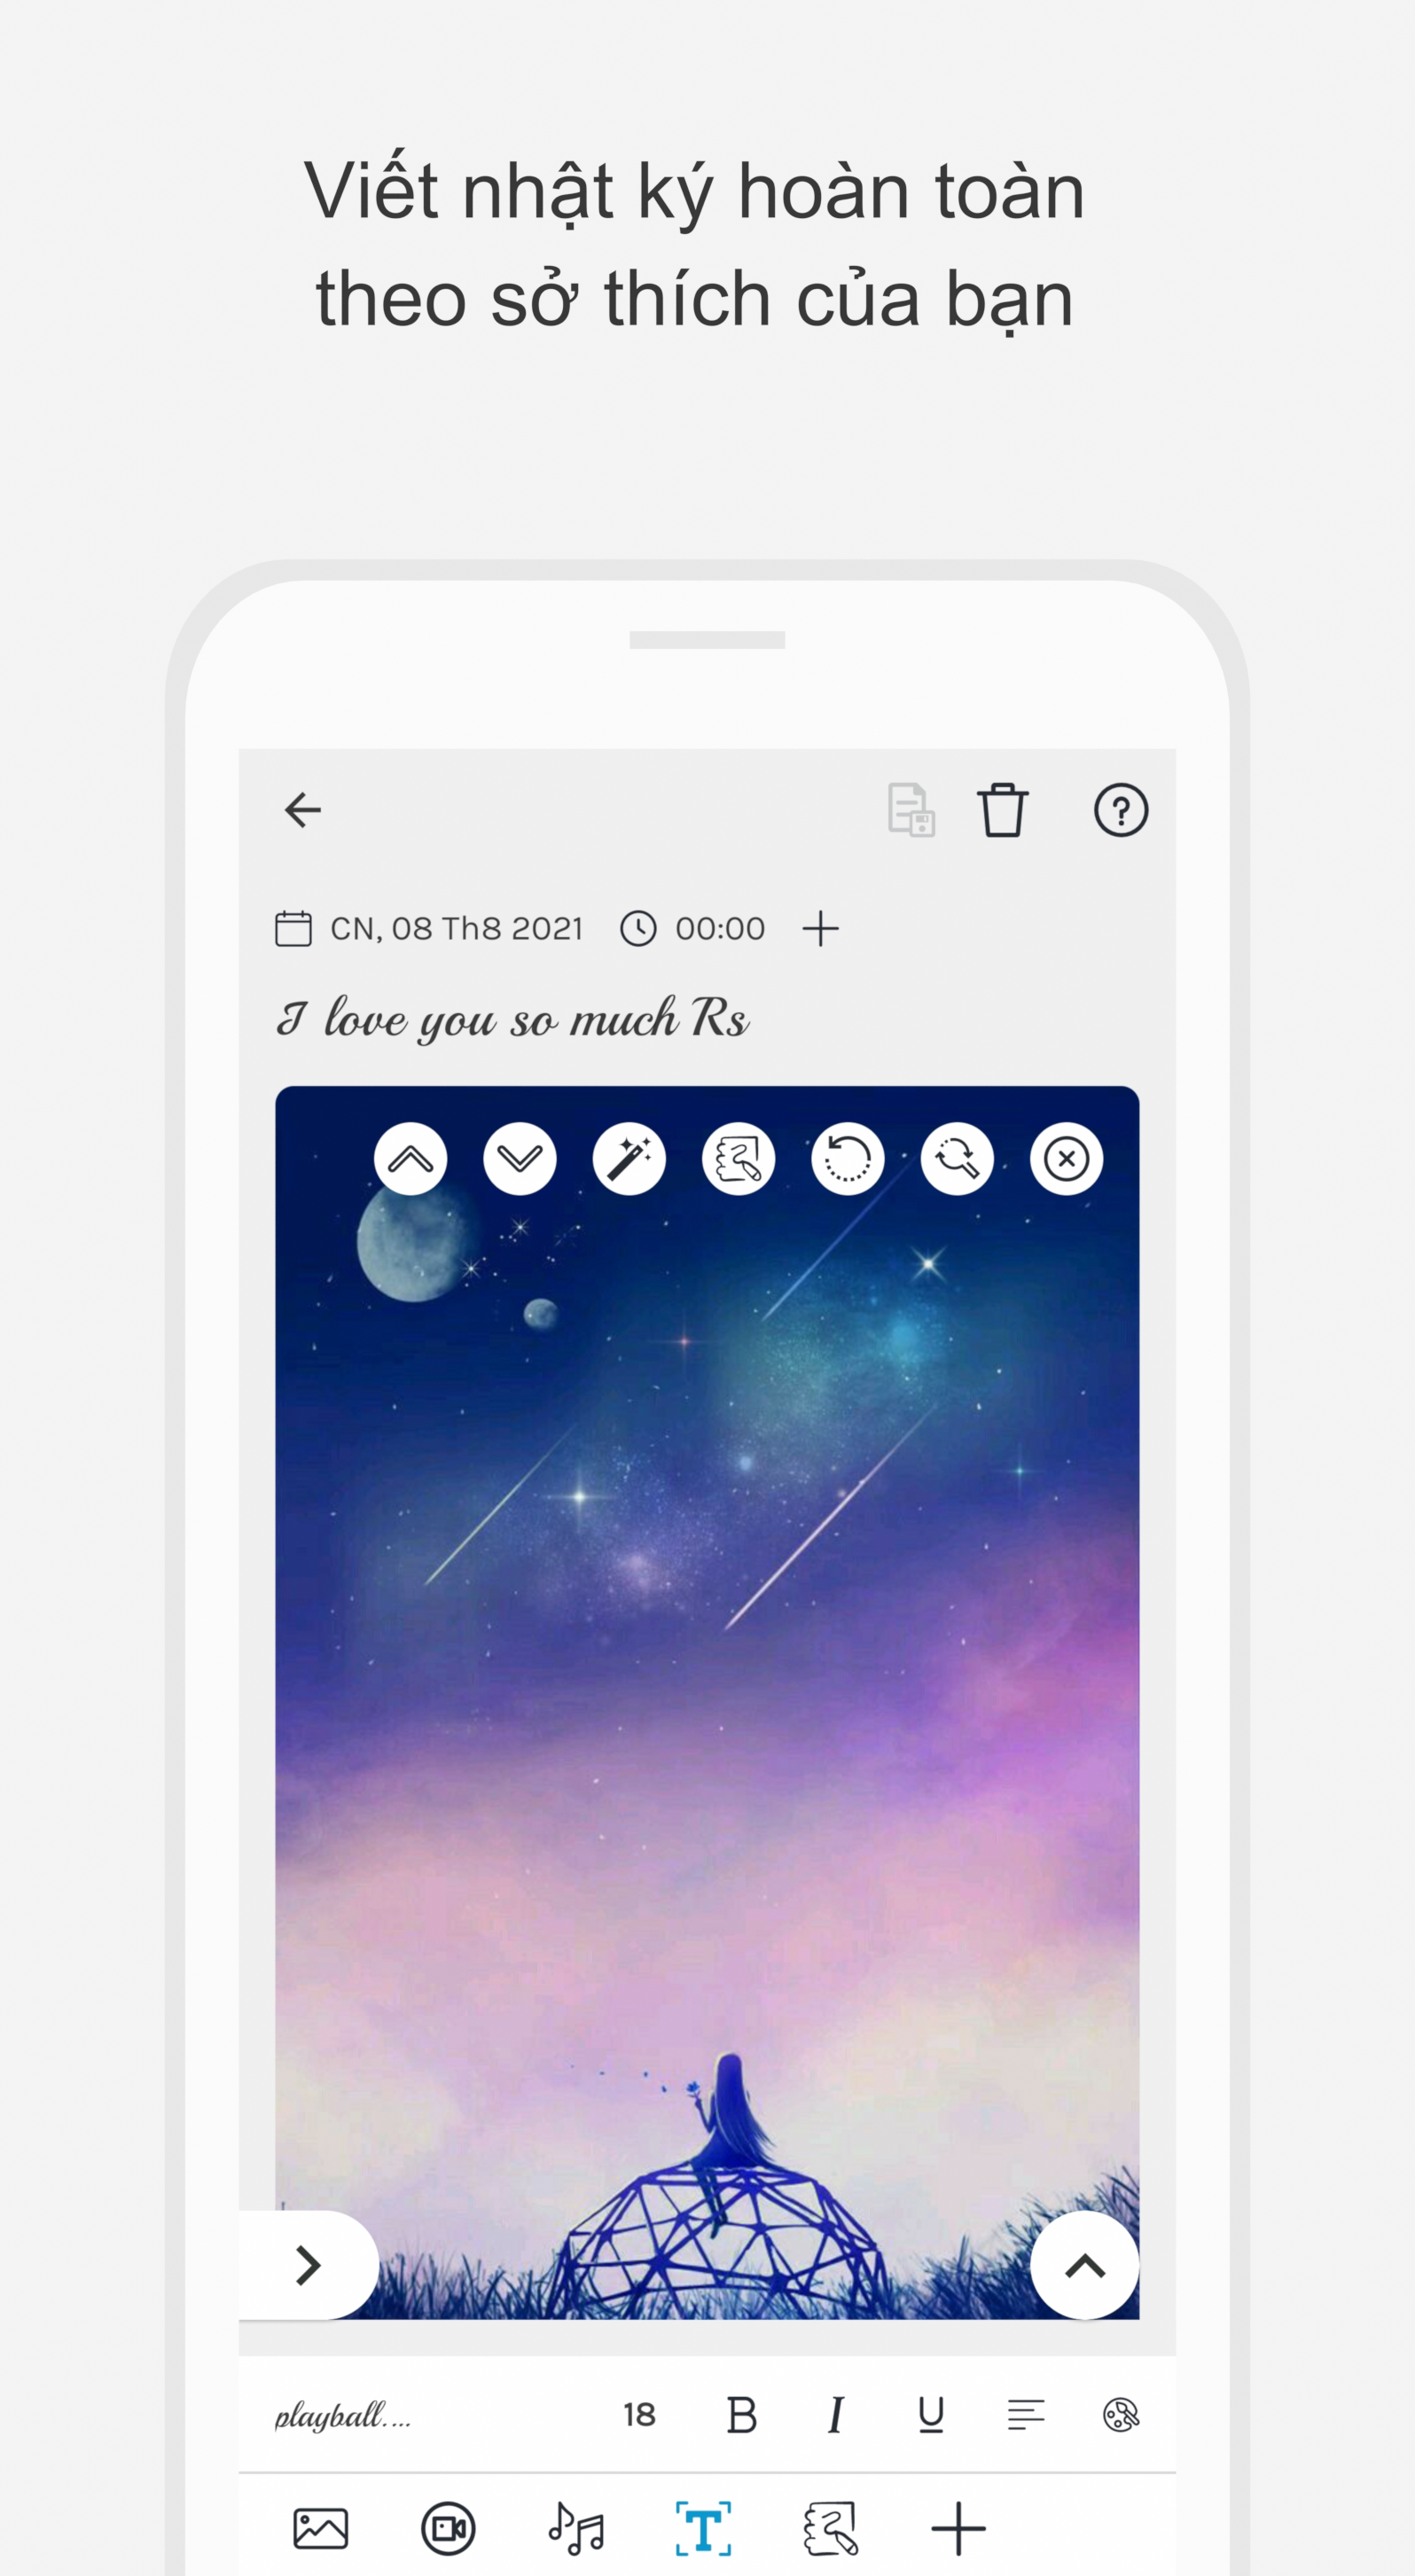 Viết nhật ký hoàn toàn
theo sở thích của bạn
CN, 08 Th8 2021 00:00
I love you so much Rs
playball.... 18 B I U
T